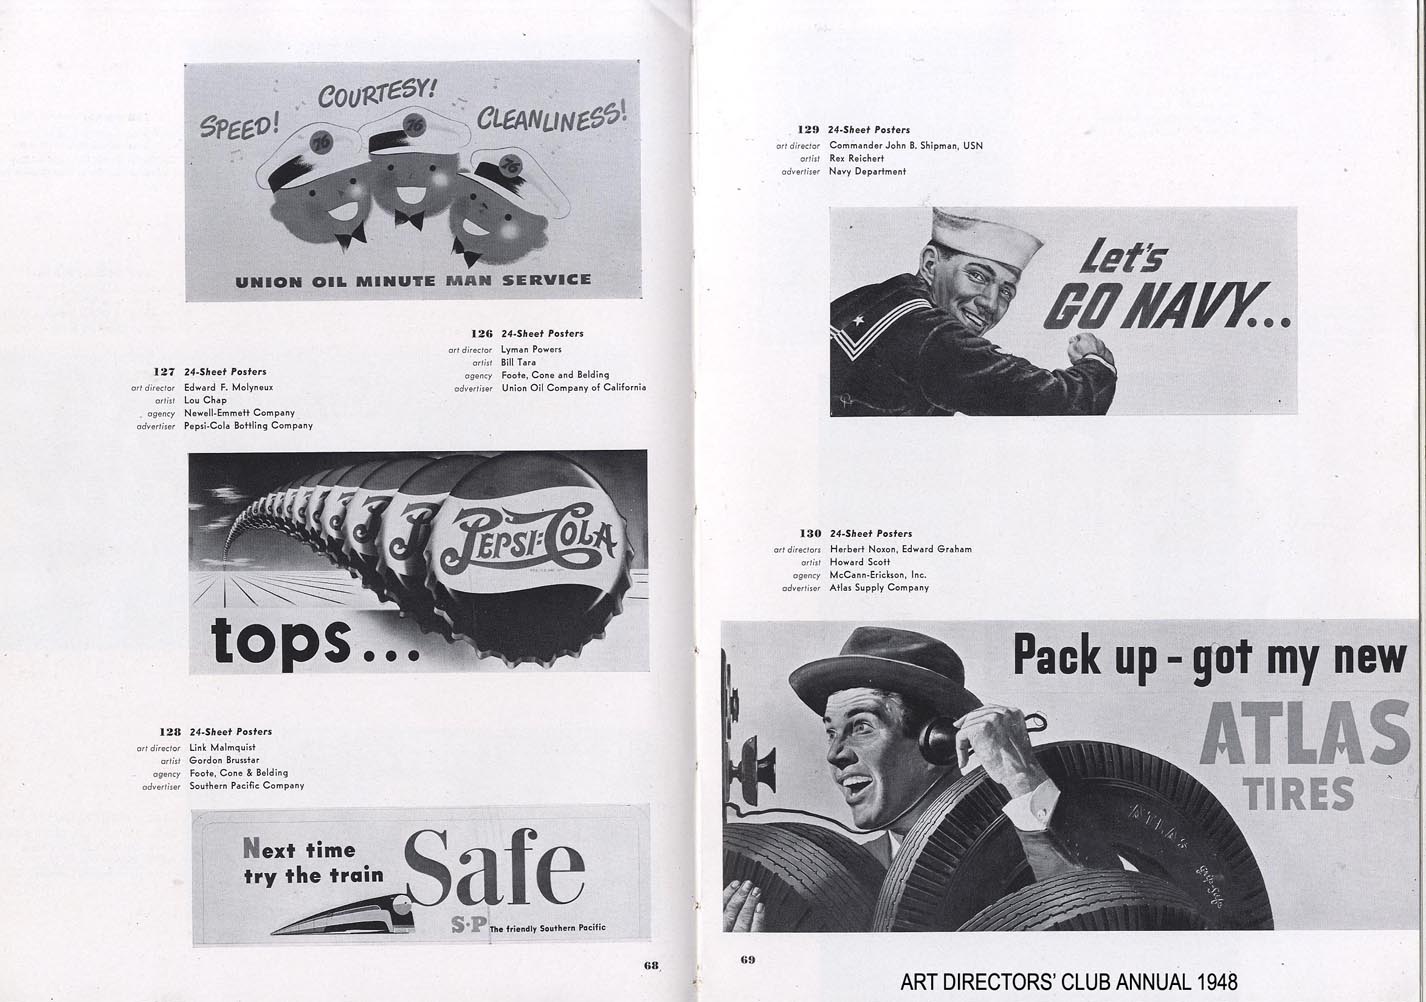 SPEED!
COURTESY!
CLEANLINESS!
76
76
76
UNION OIL MINUTE MAN SERVICE
126 24-Sheet Posters
art director Lyman Powers
artist Bill Tara
agency Foote, Cone and Belding
advertiser Union Oil Company of California
127 24-Sheet Posters
art director Edward F. Molyneux
artist Lou Chap
agency Newell-Emmett Company
advertiser Pepsi-Cola Bottling Company
PEPSI-COLA
tops...
128 24-Sheet Posters
art director Link Malmquist
artist Gordon Brusstar
agency Foote, Cone & Belding
advertiser Southern Pacific Company
Next time
try the train
Safe
S·P The friendly Southern Pacific
68
129 24-Sheet Posters
art director Commander John B. Shipman, USN
artist Rex Reichert
advertiser Navy Department
Let's
GO NAVY...
130 24-Sheet Posters
art directors Herbert Noxon, Edward Graham
artist Howard Scott
agency McCann-Erickson, Inc.
advertiser Atlas Supply Company
Pack up - got my new
ATLAS
TIRES
ATLAS
grip-safe
69
ART DIRECTORS' CLUB ANNUAL 1948